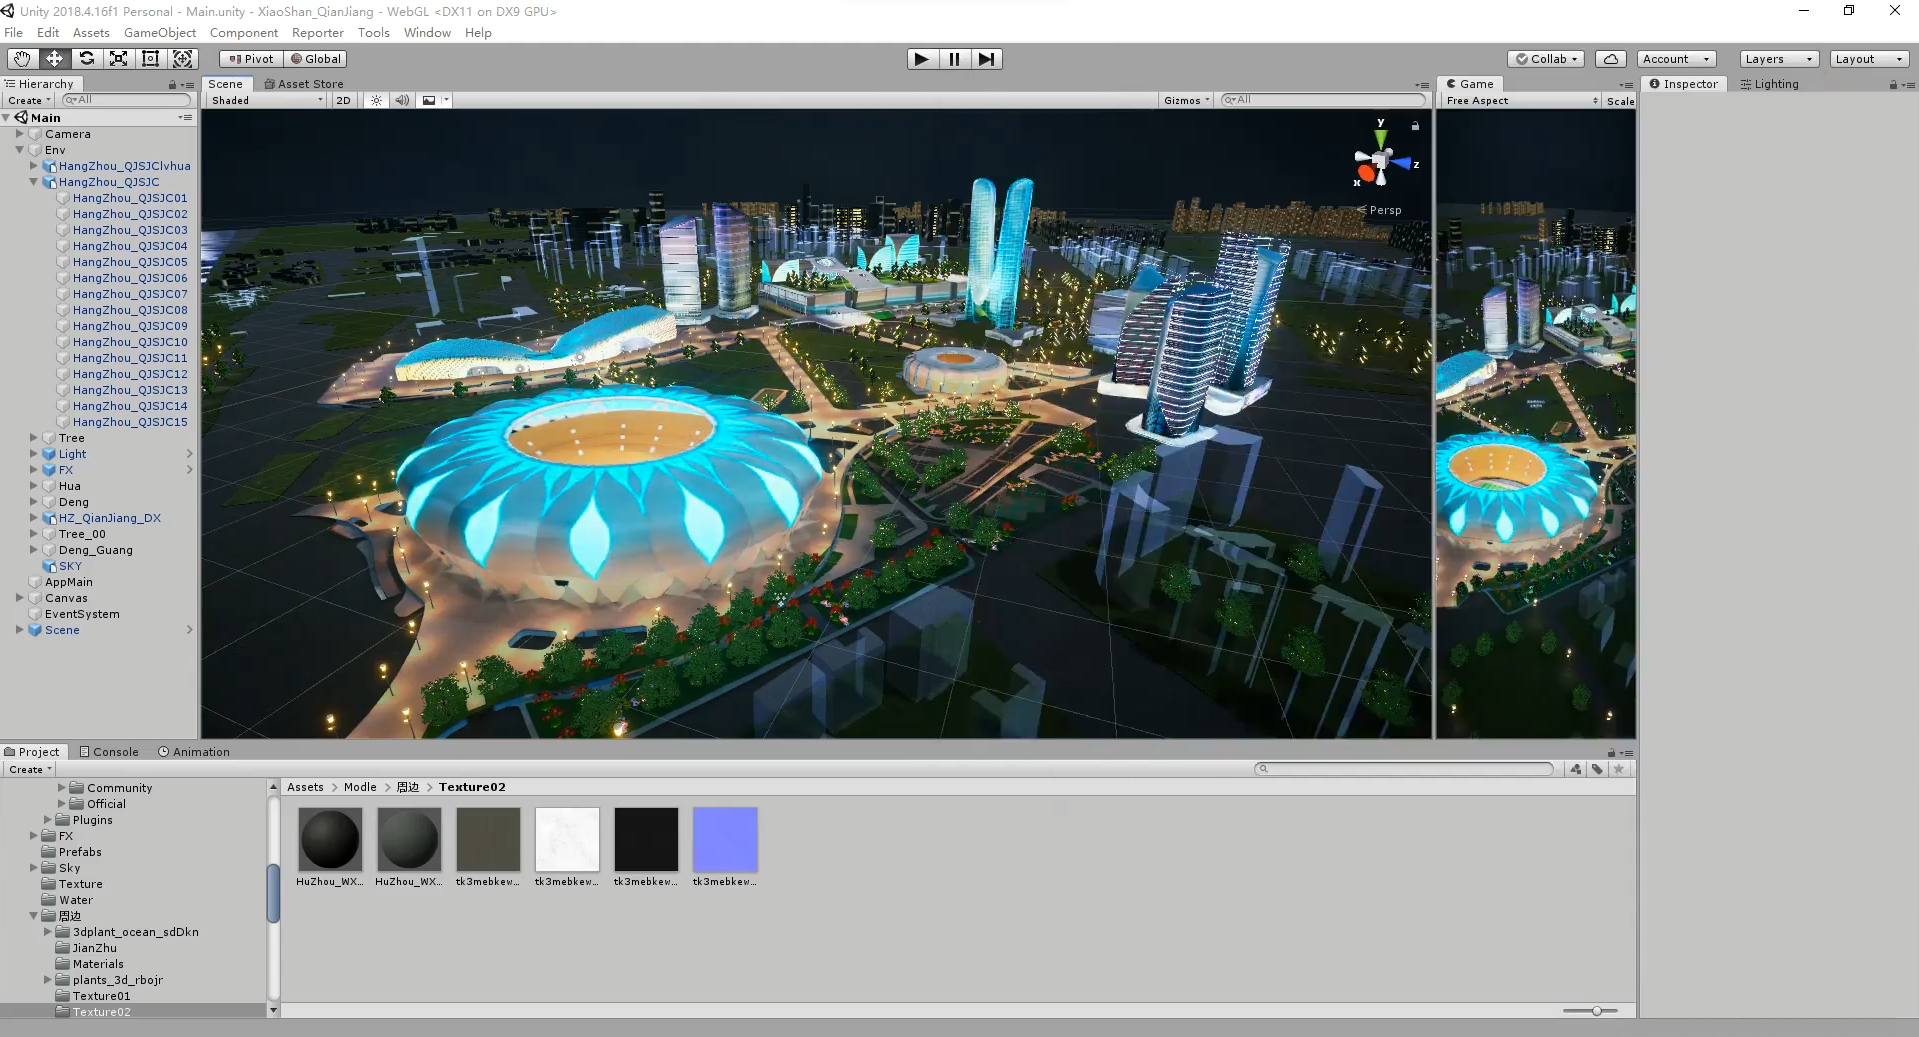 Unity 2018.4.16f1 Personal - Main.unity - XiaoShan_QianJiang - WebGL <DX11 on DX9 GPU>
File Edit Assets GameObject Component Reporter Tools Window Help
Pivot Global Collab Account Layers Layout
Hierarchy
Create All
Main
Camera
Env
HangZhou_QJSJClvhua
HangZhou_QJSJC
HangZhou_QJSJC01
HangZhou_QJSJC02
HangZhou_QJSJC03
HangZhou_QJSJC04
HangZhou_QJSJC05
HangZhou_QJSJC06
HangZhou_QJSJC07
HangZhou_QJSJC08
HangZhou_QJSJC09
HangZhou_QJSJC10
HangZhou_QJSJC11
HangZhou_QJSJC12
HangZhou_QJSJC13
HangZhou_QJSJC14
HangZhou_QJSJC15
Tree
Light
FX
Hua
Deng
HZ_QianJiang_DX
Tree_00
Deng_Guang
SKY
AppMain
Canvas
EventSystem
Scene
Scene Asset Store
Shaded 2D Gizmos All
y
z
x
Persp
Game
Free Aspect Scale
Inspector Lighting
Project Console Animation
Create
Community
Official
Plugins
FX
Prefabs
Sky
Texture
Water
周边
3dplant_ocean_sdDkn
JianZhu
Materials
plants_3d_rbojr
Texture01
Texture02
Assets > Modle > 周边 > Texture02
HuZhou_WX... HuZhou_WX... tk3mebkew... tk3mebkew... tk3mebkew... tk3mebkew...